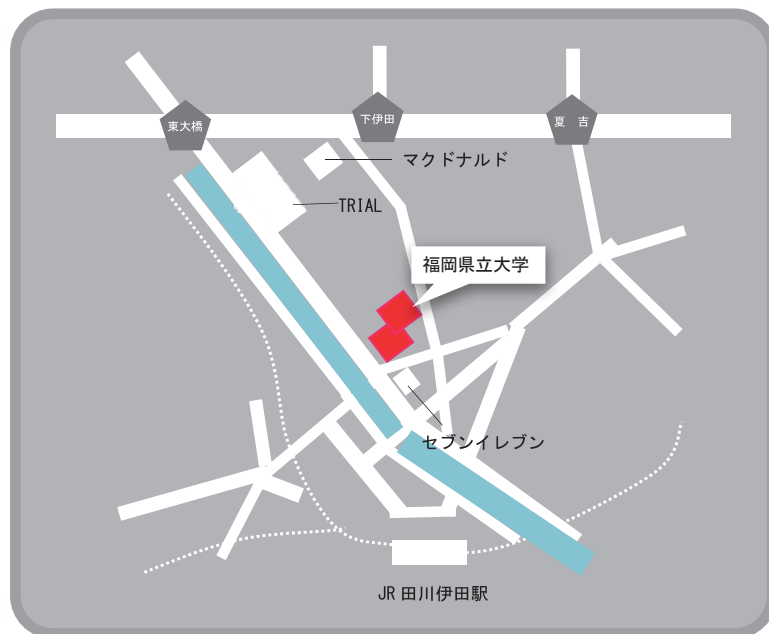 東大橋
下伊田
夏 吉
マクドナルド
TRIAL
福岡県立大学
セブンイレブン
JR 田川伊田駅